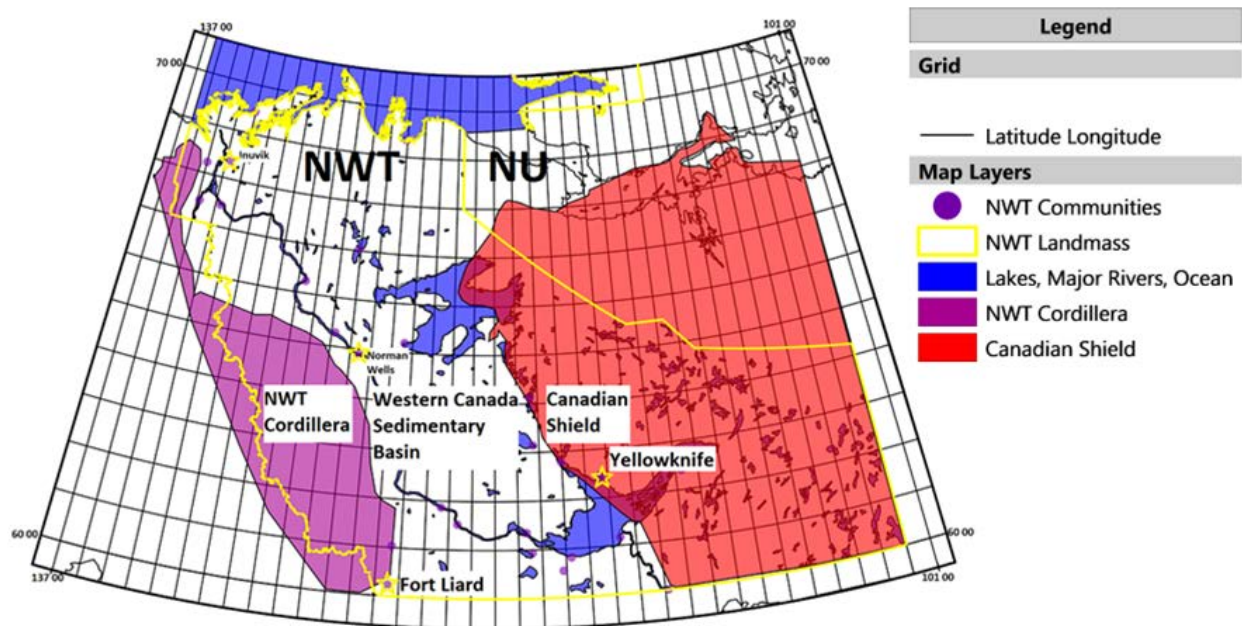 137 00
101 00
70 00
70 00
Inuvik
NWT
NU
Norman
Wells
NWT
Cordillera
Western Canada
Sedimentary
Basin
Canadian
Shield
Yellowknife
Fort Liard
60 00
60 00
137 00
101 00
Legend
Grid
Latitude Longitude
Map Layers
NWT Communities
NWT Landmass
Lakes, Major Rivers, Ocean
NWT Cordillera
Canadian Shield